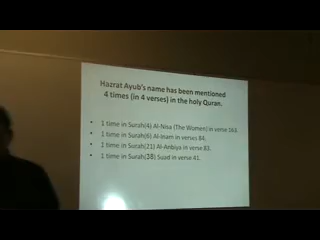 Hazrat Ayub's name has been mentioned
4 times (in 4 verses) in the holy Quran.
• 1 time in Surah(4) Al-Nisa (The Women) in verse 163.
• 1 time in Surah(6) Al-Inam in verses 84.
• 1 time in Surah(21) Al-Anbiya in verse 83.
• 1 time in Surah(38) Suad in verse 41.